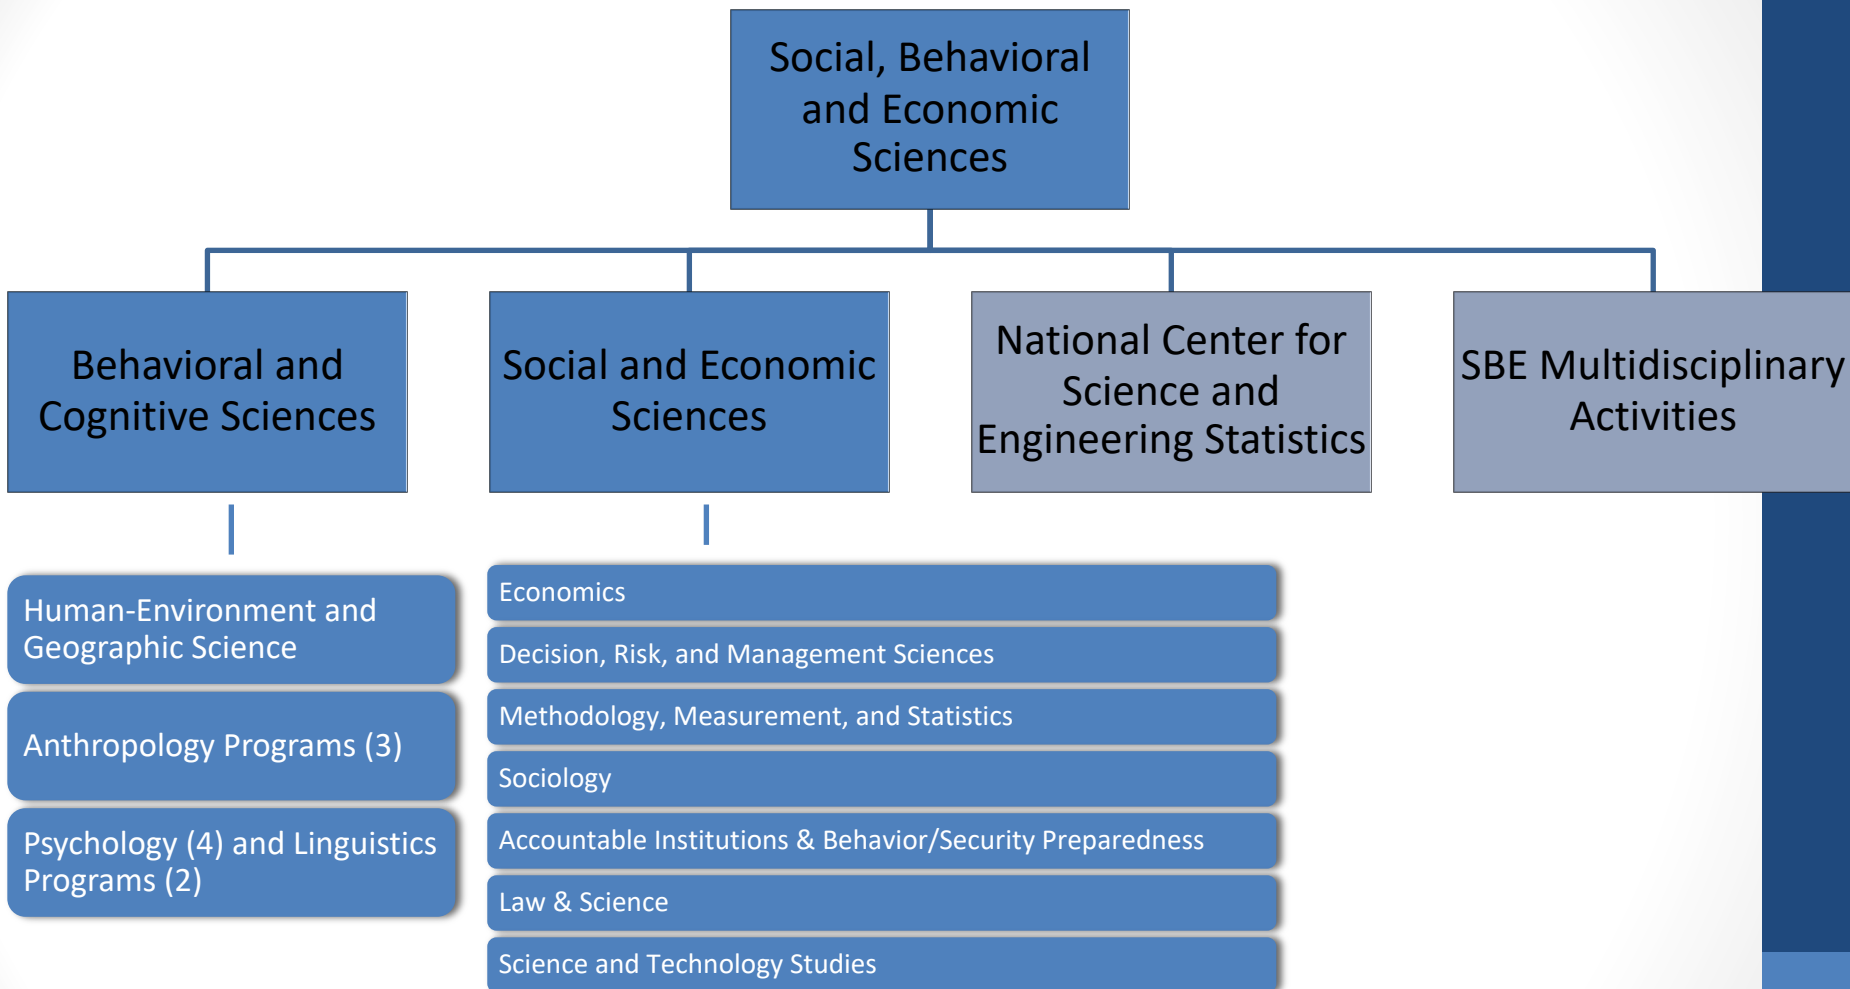 Social, Behavioral
and Economic
Sciences
Behavioral and
Cognitive Sciences
Social and Economic
Sciences
National Center for
Science and
Engineering Statistics
SBE Multidisciplinary
Activities
Human-Environment and
Geographic Science
Anthropology Programs (3)
Psychology (4) and Linguistics
Programs (2)
Economics
Decision, Risk, and Management Sciences
Methodology, Measurement, and Statistics
Sociology
Accountable Institutions & Behavior/Security Preparedness
Law & Science
Science and Technology Studies